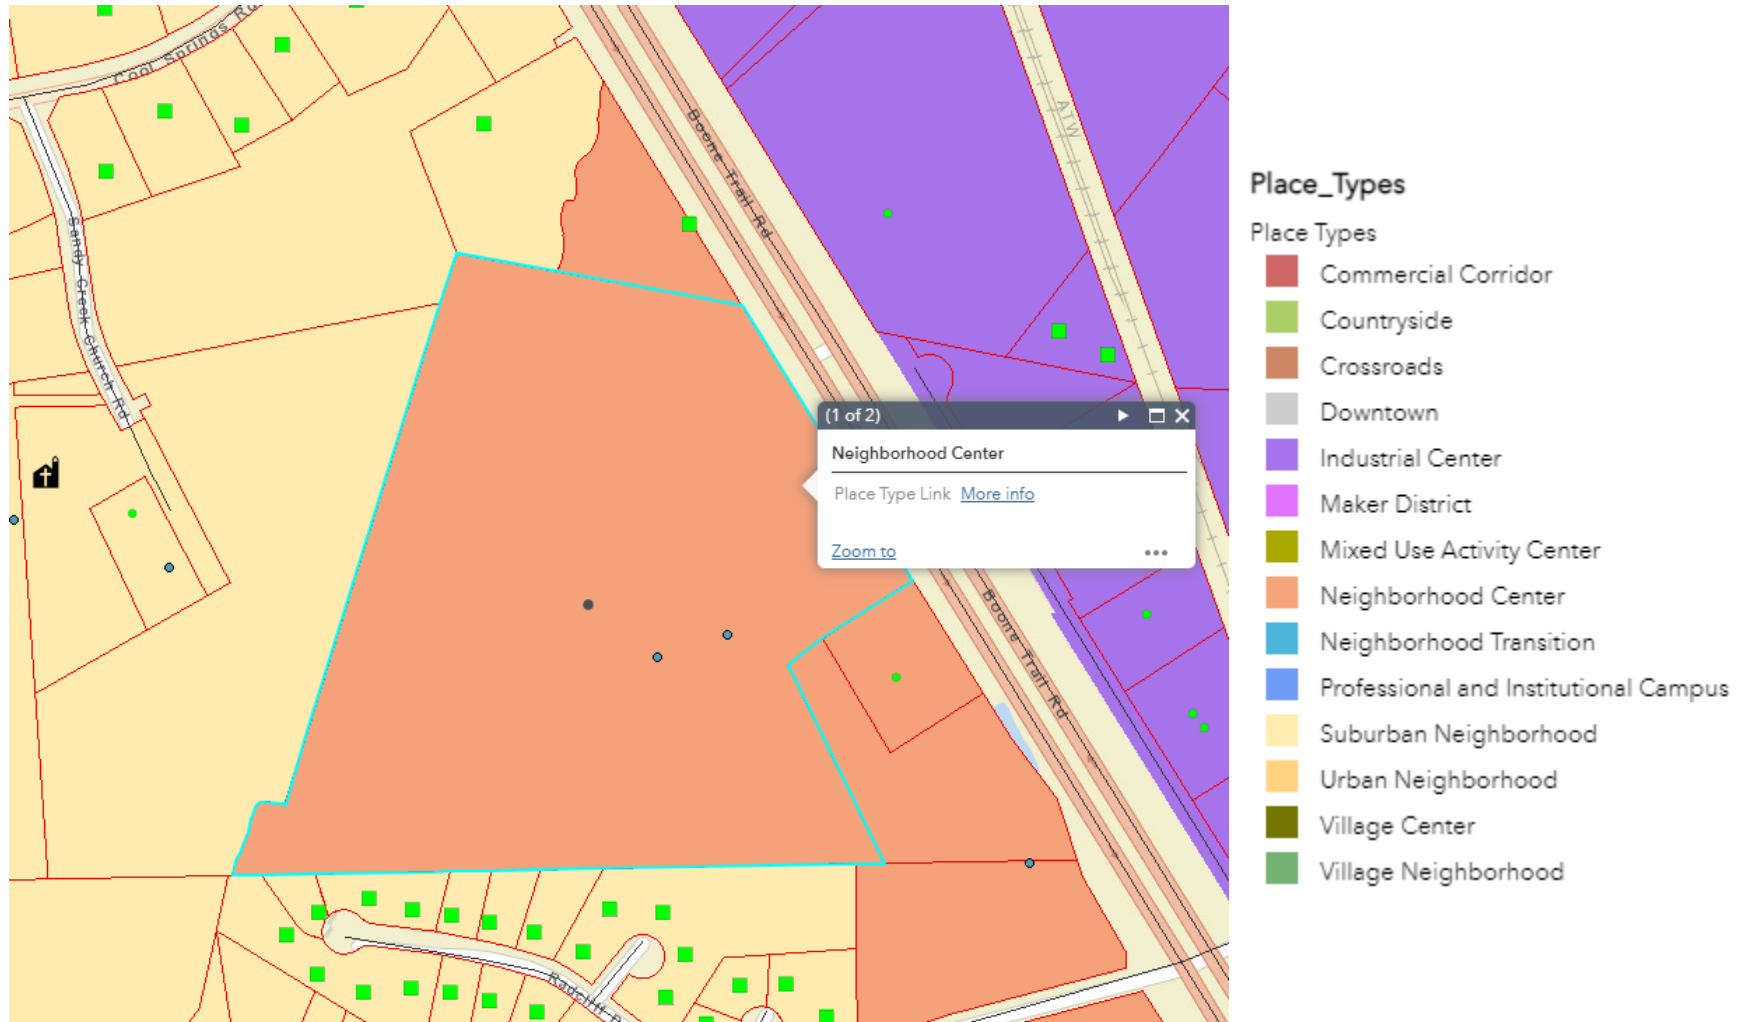 Cool Springs Rd
Boone Trail Rd
ATW
Sandy Creek Church Rd
(1 of 2)
Neighborhood Center
Place Type Link More info
Zoom to
Boone Trail Rd
Radcliff
Place_Types
Place Types
Commercial Corridor
Countryside
Crossroads
Downtown
Industrial Center
Maker District
Mixed Use Activity Center
Neighborhood Center
Neighborhood Transition
Professional and Institutional Campus
Suburban Neighborhood
Urban Neighborhood
Village Center
Village Neighborhood